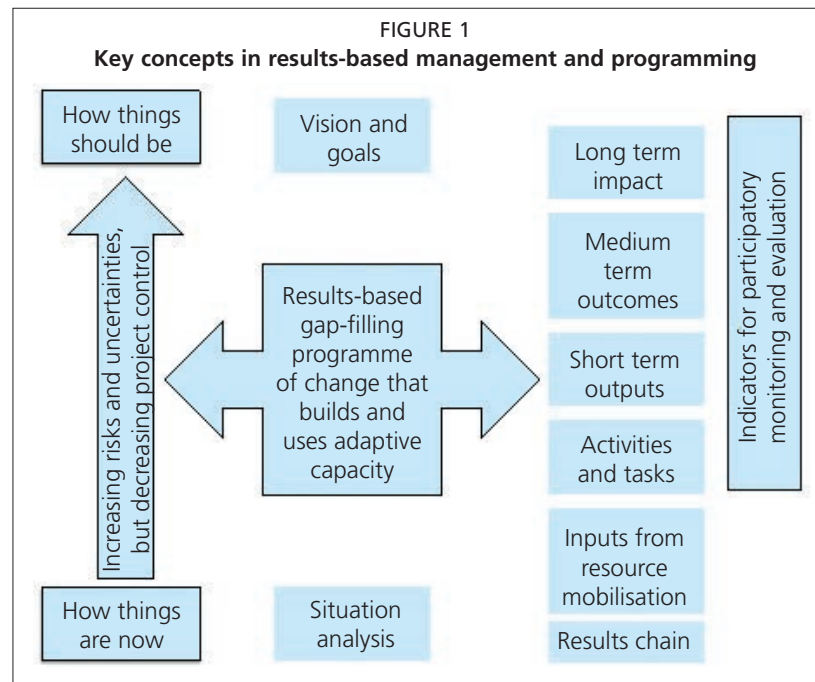 FIGURE 1
Key concepts in results-based management and programming
How things
should be
Increasing risks and uncertainties,
but decreasing project control
How things
are now
Vision and
goals
Results-based
gap-filling
programme
of change that
builds and
uses adaptive
capacity
Situation
analysis
Long term
impact
Medium
term
outcomes
Short term
outputs
Activities
and tasks
Inputs from
resource
mobilisation
Results chain
Indicators for participatory
monitoring and evaluation